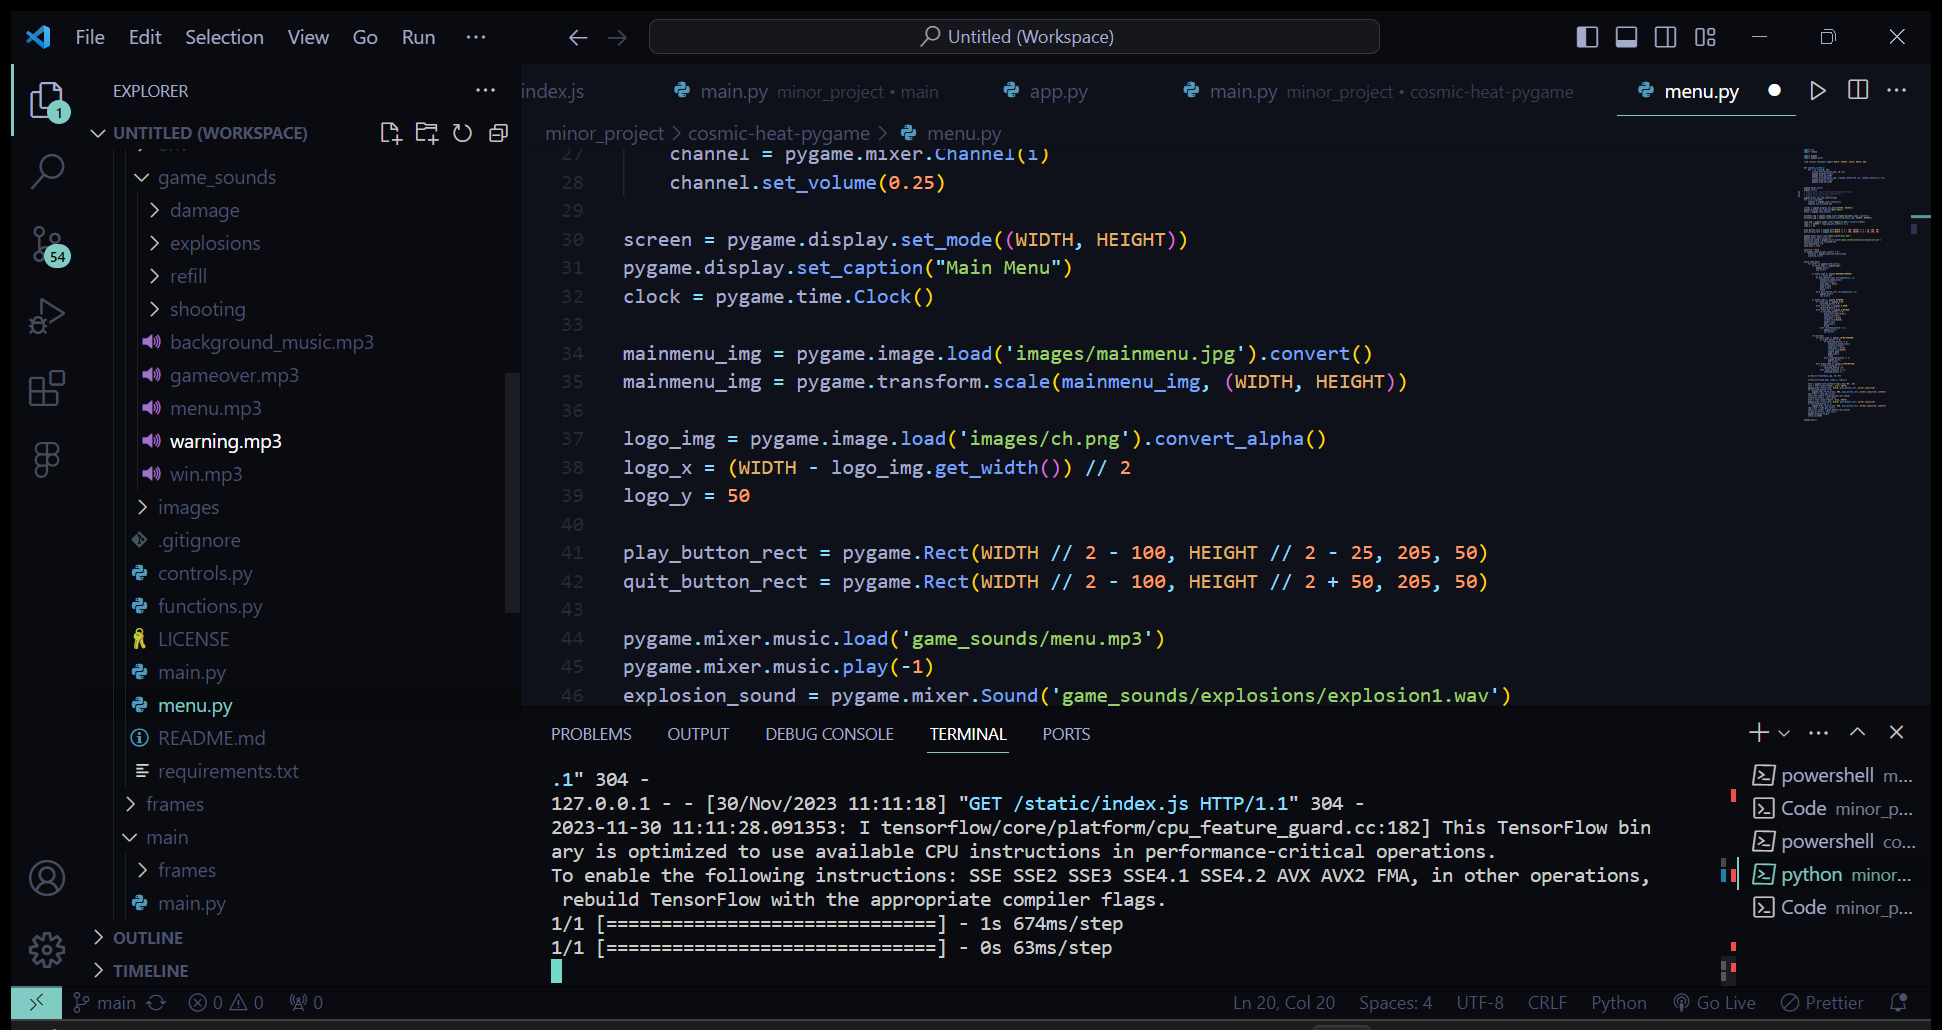 File Edit Selection View Go Run ···
Untitled (Workspace)
EXPLORER
index.js main.py minor_project • main app.py main.py minor_project • cosmic-heat-pygame menu.py
1
UNTITLED (WORKSPACE)
minor_project > cosmic-heat-pygame > menu.py
game_sounds
damage
explosions
refill
shooting
background_music.mp3
gameover.mp3
menu.mp3
warning.mp3
win.mp3
images
.gitignore
controls.py
functions.py
LICENSE
main.py
menu.py
README.md
requirements.txt
frames
main
frames
main.py
OUTLINE
TIMELINE
54
27 channel = pygame.mixer.Channel(i)
28 channel.set_volume(0.25)
29
30 screen = pygame.display.set_mode((WIDTH, HEIGHT))
31 pygame.display.set_caption("Main Menu")
32 clock = pygame.time.Clock()
33
34 mainmenu_img = pygame.image.load('images/mainmenu.jpg').convert()
35 mainmenu_img = pygame.transform.scale(mainmenu_img, (WIDTH, HEIGHT))
36
37 logo_img = pygame.image.load('images/ch.png').convert_alpha()
38 logo_x = (WIDTH - logo_img.get_width()) // 2
39 logo_y = 50
40
41 play_button_rect = pygame.Rect(WIDTH // 2 - 100, HEIGHT // 2 - 25, 205, 50)
42 quit_button_rect = pygame.Rect(WIDTH // 2 - 100, HEIGHT // 2 + 50, 205, 50)
43
44 pygame.mixer.music.load('game_sounds/menu.mp3')
45 pygame.mixer.music.play(-1)
46 explosion_sound = pygame.mixer.Sound('game_sounds/explosions/explosion1.wav')
PROBLEMS OUTPUT DEBUG CONSOLE TERMINAL PORTS
.1" 304 -
127.0.0.1 - - [30/Nov/2023 11:11:18] "GET /static/index.js HTTP/1.1" 304 -
2023-11-30 11:11:28.091353: I tensorflow/core/platform/cpu_feature_guard.cc:182] This TensorFlow bin
ary is optimized to use available CPU instructions in performance-critical operations.
To enable the following instructions: SSE SSE2 SSE3 SSE4.1 SSE4.2 AVX AVX2 FMA, in other operations,
rebuild TensorFlow with the appropriate compiler flags.
1/1 [==============================] - 1s 674ms/step
1/1 [==============================] - 0s 63ms/step
powershell m...
Code minor_p...
powershell co...
python minor...
Code minor_p...
main 0 0 0 Ln 20, Col 20 Spaces: 4 UTF-8 CRLF Python Go Live Prettier